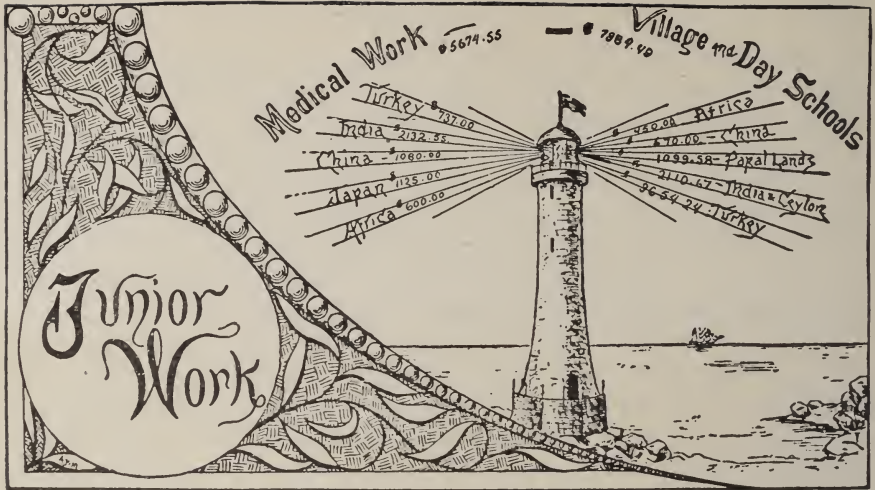 Medical Work $5674.55
Village and Day Schools
$7984.49
Turkey $737.00
India $2132.55
China - $1080.00
Japan $1125.00
Africa $600.00
$450.00 Africa
$670.00 - China
$1099.58 - Papal Lands
$2110.67 - India & Ceylon
$3654.24 - Turkey
Junior
Work